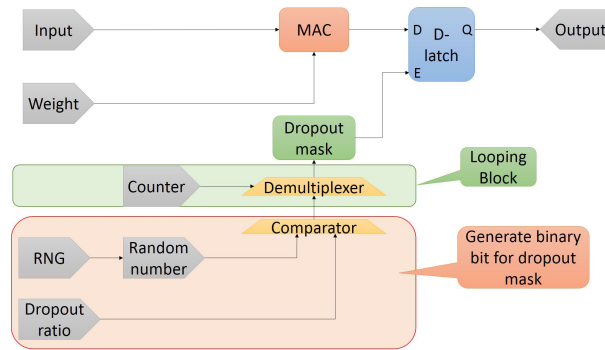 Input
MAC
D
Q
D-
latch
E
Output
Weight
Dropout
mask
Looping
Block
Counter
Demultiplexer
Comparator
RNG
Random
number
Generate binary
bit for dropout
mask
Dropout
ratio